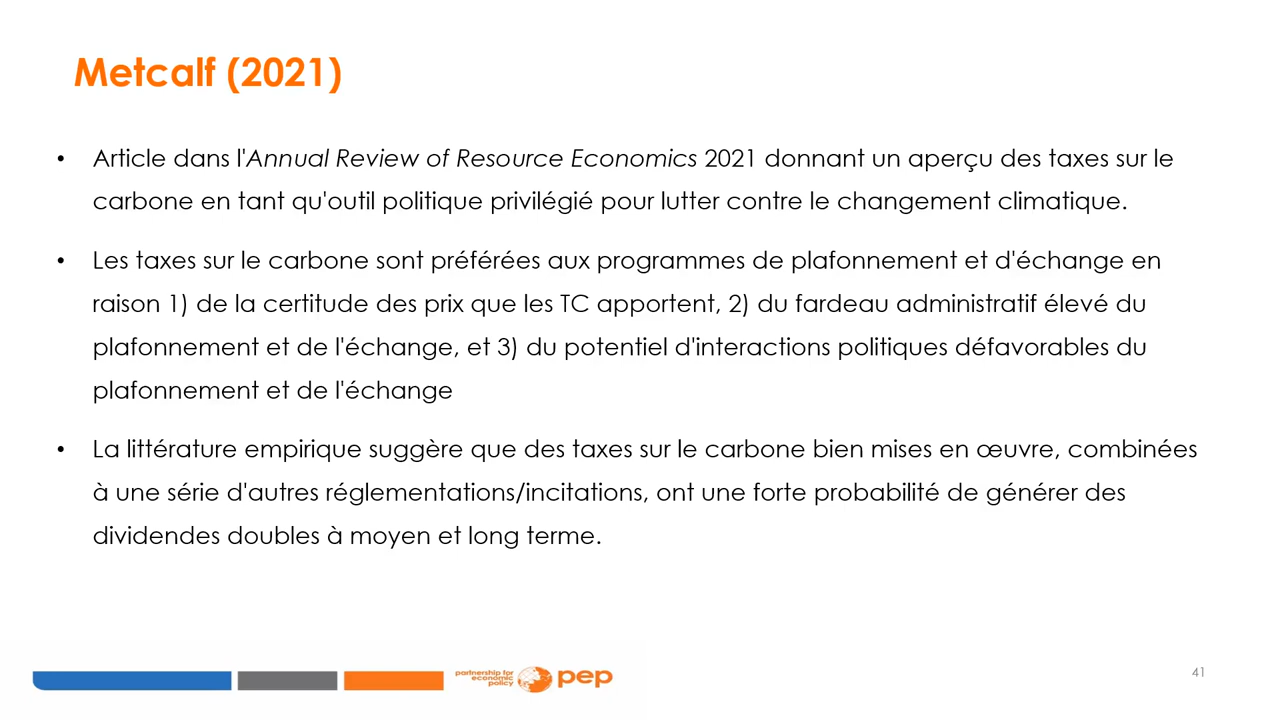 Metcalf (2021)
• Article dans l'Annual Review of Resource Economics 2021 donnant un aperçu des taxes sur le
carbone en tant qu'outil politique privilégié pour lutter contre le changement climatique.
• Les taxes sur le carbone sont préférées aux programmes de plafonnement et d'échange en
raison 1) de la certitude des prix que les TC apportent, 2) du fardeau administratif élevé du
plafonnement et de l'échange, et 3) du potentiel d'interactions politiques défavorables du
plafonnement et de l'échange
• La littérature empirique suggère que des taxes sur le carbone bien mises en œuvre, combinées
à une série d'autres réglementations/incitations, ont une forte probabilité de générer des
dividendes doubles à moyen et long terme.
partnership for
economic
policy
pep
41